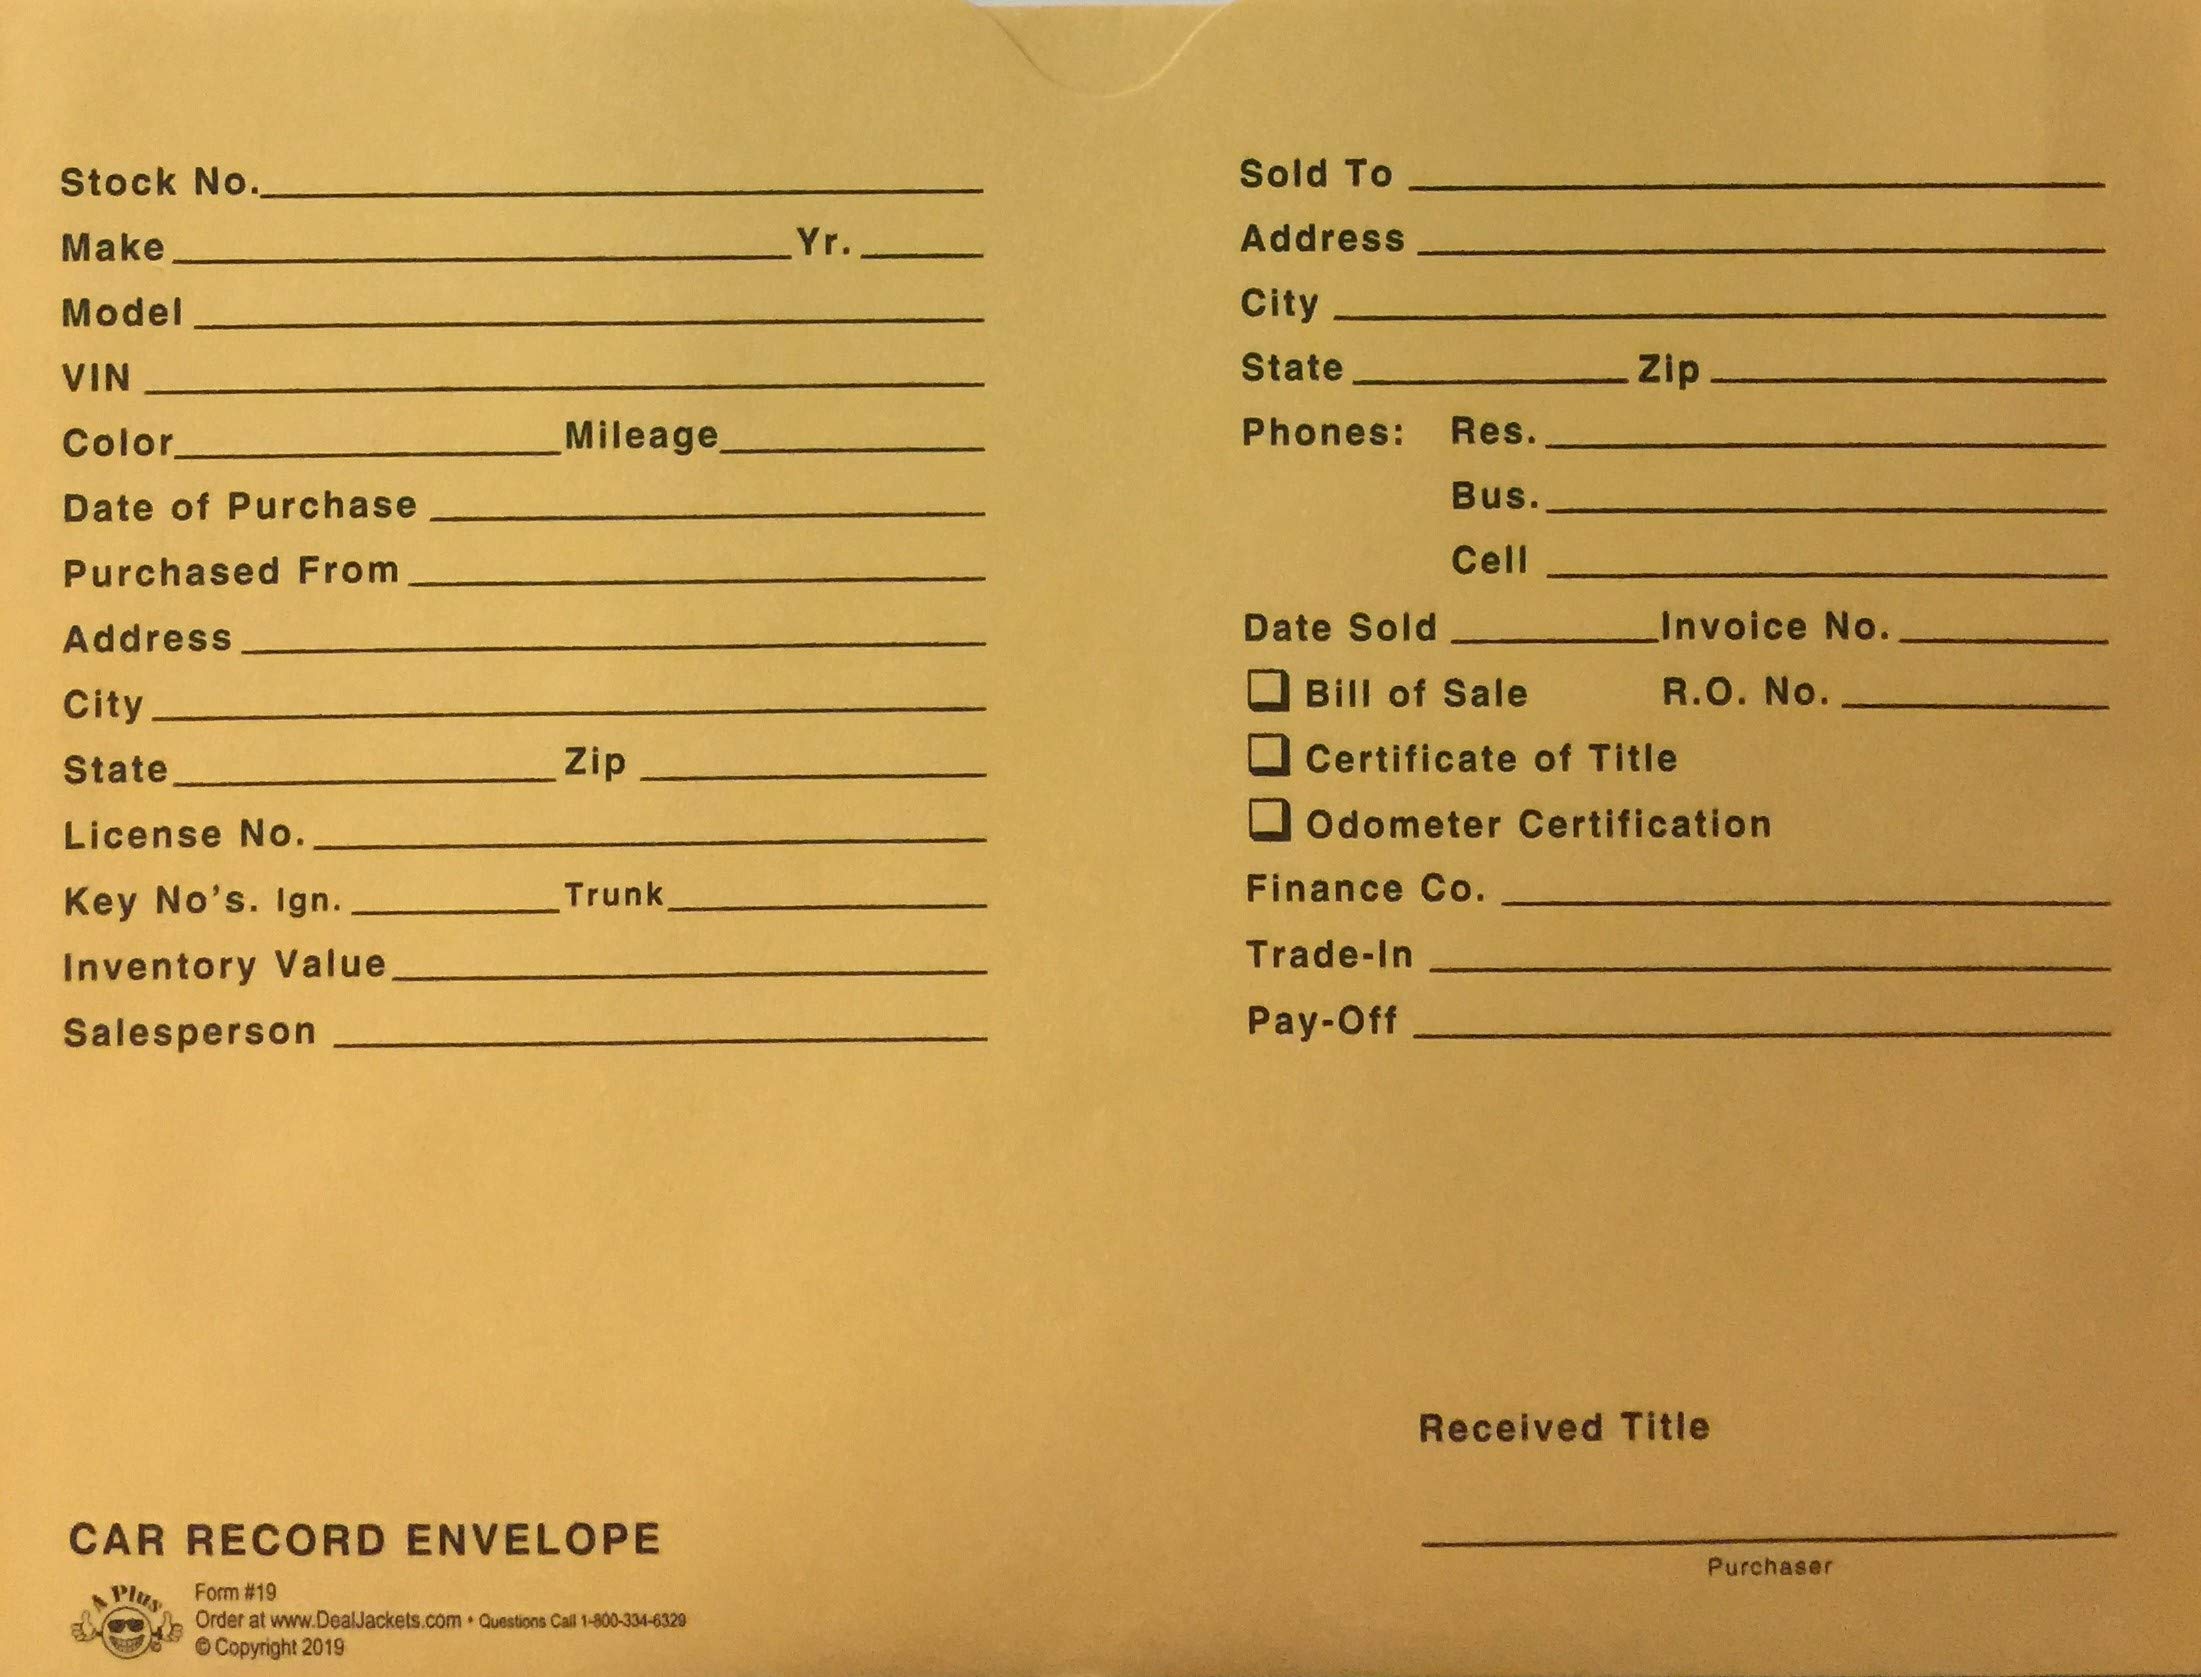 Stock No.
Make Yr.
Model
VIN
Color Mileage
Date of Purchase
Purchased From
Address
City
State Zip
License No.
Key No's. Ign. Trunk
Inventory Value
Salesperson
Sold To
Address
City
State Zip
Phones: Res.
Bus.
Cell
Date Sold Invoice No.
Bill of Sale R.O. No.
Certificate of Title
Odometer Certification
Finance Co.
Trade-In
Pay-Off
Received Title
Purchaser
CAR RECORD ENVELOPE
A Plus
Form #19
Order at www.DealJackets.com • Questions Call 1-800-334-6329
© Copyright 2019